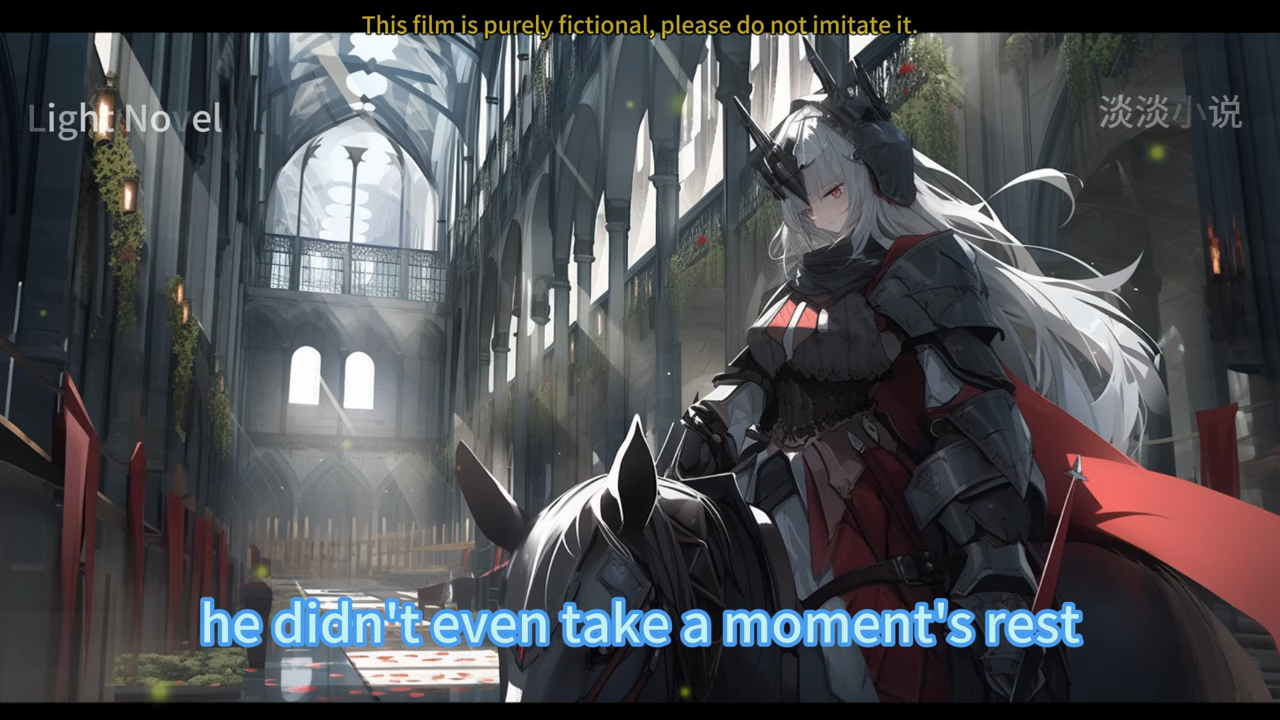 This film is purely fictional, please do not imitate it.
Light Novel
淡淡小说
he didn't even take a moment's rest